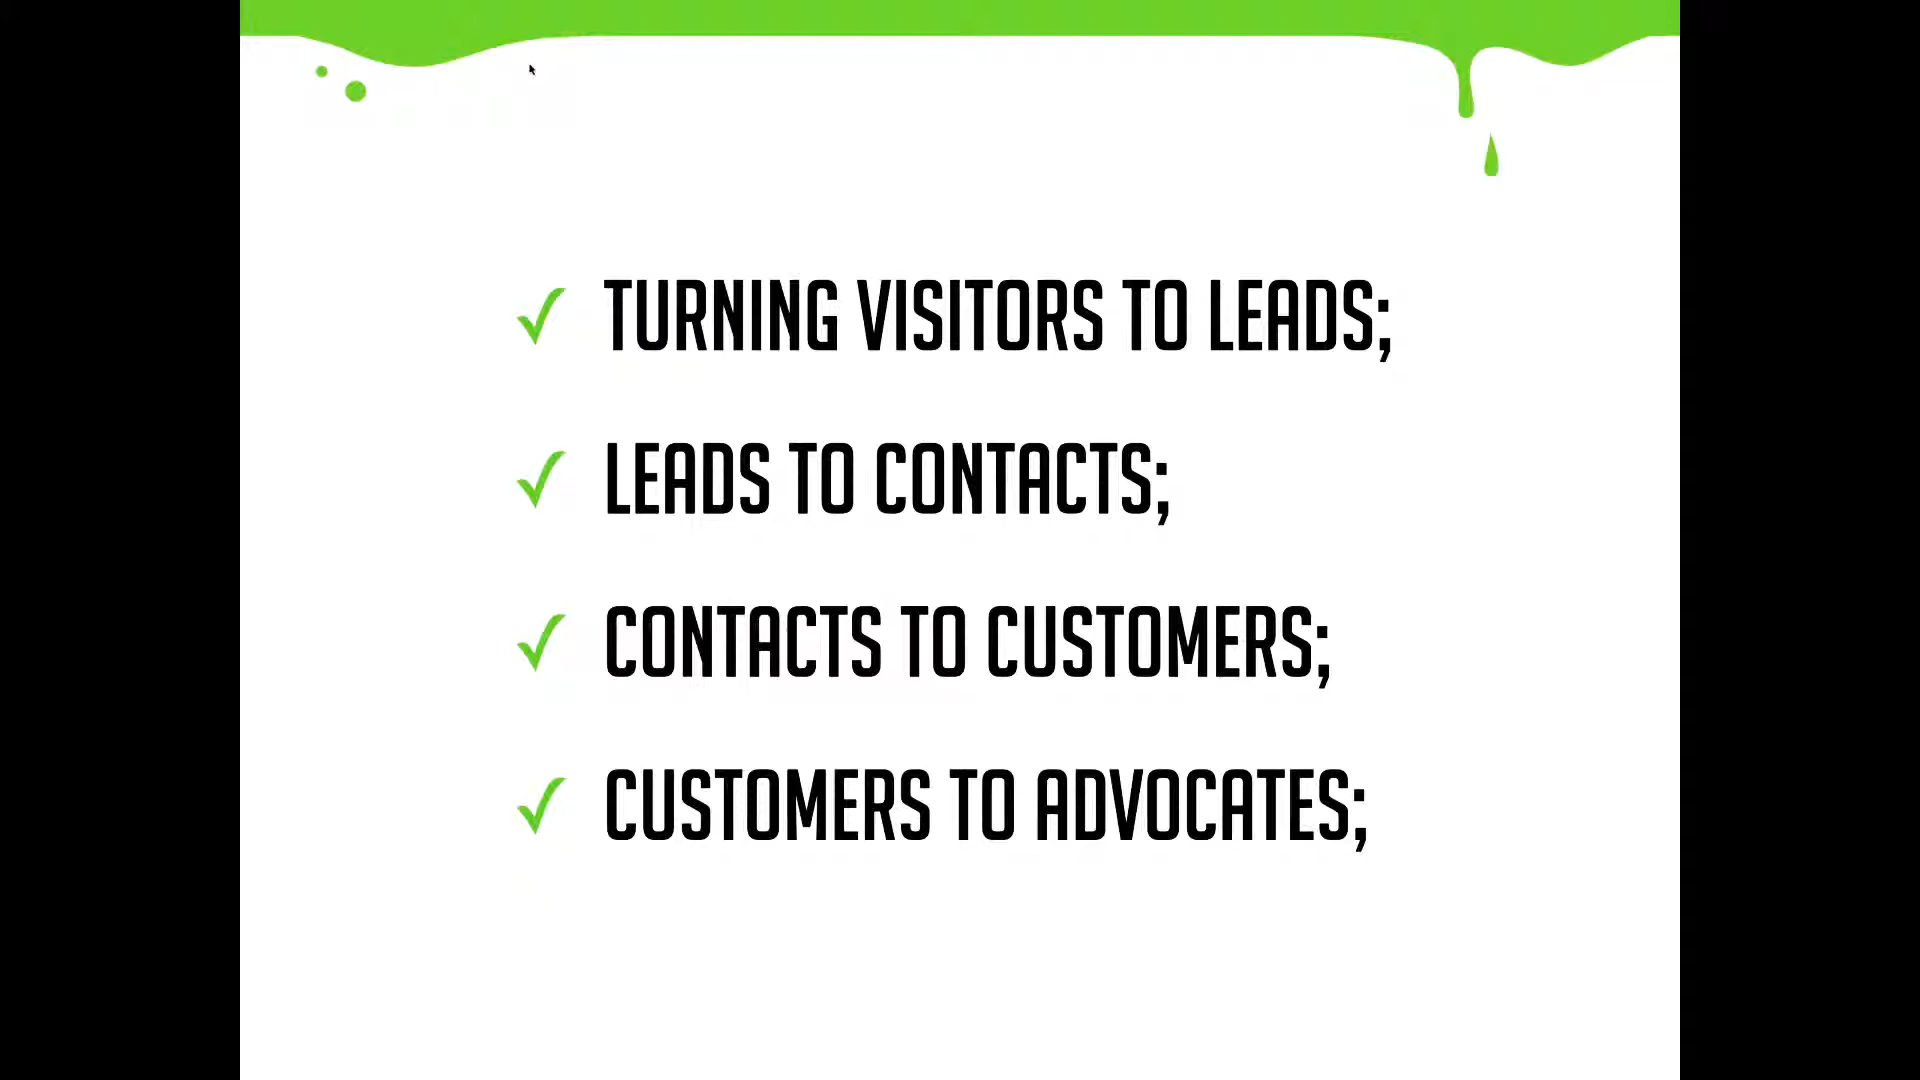 TURNING VISITORS TO LEADS;
LEADS TO CONTACTS;
CONTACTS TO CUSTOMERS;
CUSTOMERS TO ADVOCATES;